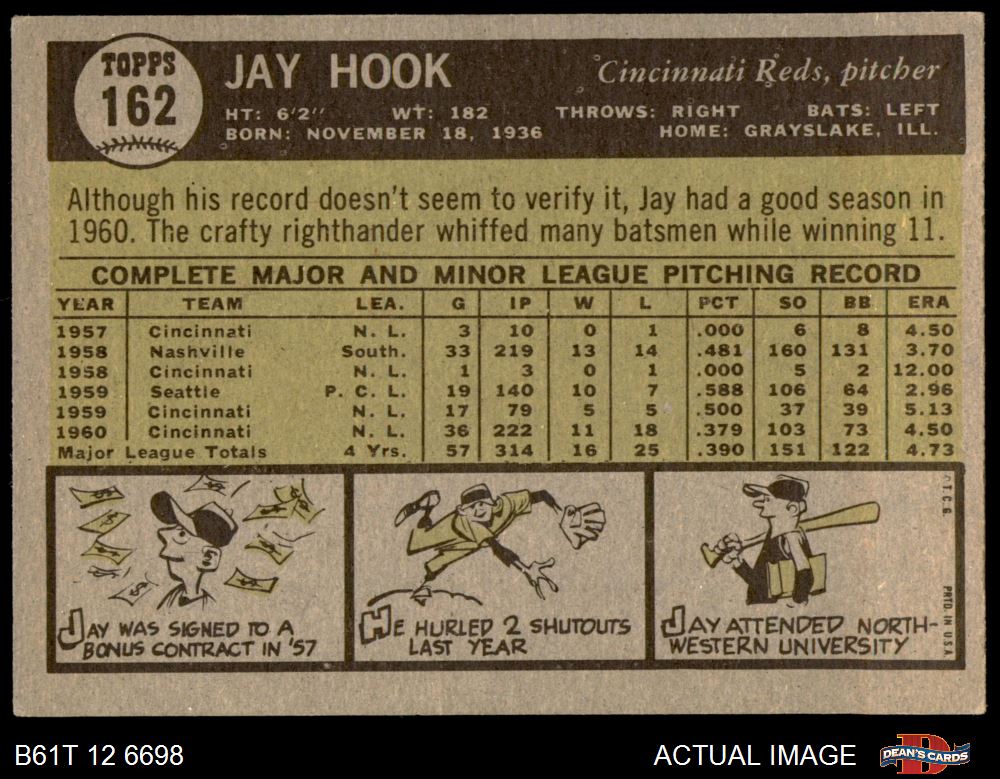 TOPPS
162
JAY HOOK
Cincinnati Reds, pitcher
HT: 6'2" WT: 182 THROWS: RIGHT BATS: LEFT
BORN: NOVEMBER 18, 1936 HOME: GRAYSLAKE, ILL.
Although his record doesn't seem to verify it, Jay had a good season in
1960. The crafty righthander whiffed many batsmen while winning 11.
COMPLETE MAJOR AND MINOR LEAGUE PITCHING RECORD
YEAR TEAM LEA. G IP W L PCT SO BB ERA
1957 Cincinnati N. L. 3 10 0 1 .000 6 8 4.50
1958 Nashville South. 33 219 13 14 .481 160 131 3.70
1958 Cincinnati N. L. 1 3 0 1 .000 5 2 12.00
1959 Seattle P. C. L. 19 140 10 7 .588 106 64 2.96
1959 Cincinnati N. L. 17 79 5 5 .500 37 39 5.13
1960 Cincinnati N. L. 36 222 11 18 .379 103 73 4.50
Major League Totals 4 Yrs. 57 314 16 25 .390 151 122 4.73
JAY WAS SIGNED TO A
BONUS CONTRACT IN '57
HE HURLED 2 SHUTOUTS
LAST YEAR
JAY ATTENDED NORTH-
WESTERN UNIVERSITY
T. C. G.
PRTD. IN U.S.A.
B61T 12 6698
ACTUAL IMAGE
DEAN'S CARDS